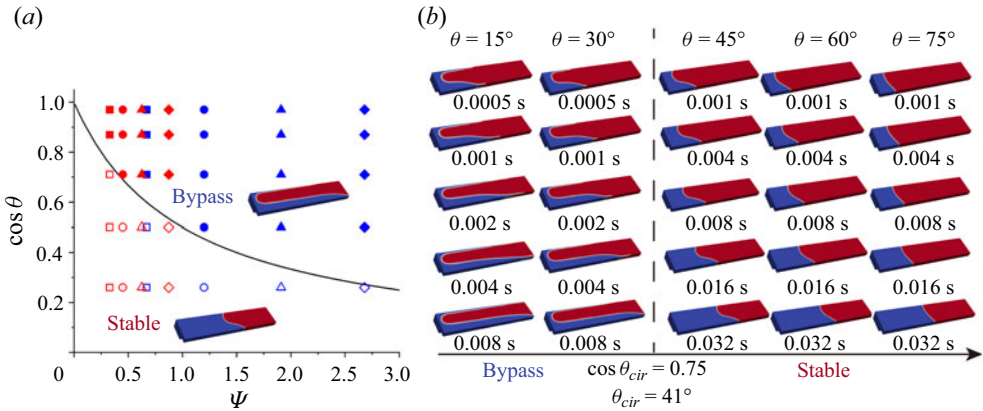 (a)
1.0
0.8
0.6
0.4
0.2
cos θ
Bypass
Stable
0 0.5 1.0 1.5 2.0 2.5 3.0
Ψ
(b)
θ = 15° θ = 30° θ = 45° θ = 60° θ = 75°
0.0005 s 0.0005 s 0.001 s 0.001 s 0.001 s
0.001 s 0.001 s 0.004 s 0.004 s 0.004 s
0.002 s 0.002 s 0.008 s 0.008 s 0.008 s
0.004 s 0.004 s 0.016 s 0.016 s 0.016 s
0.008 s 0.008 s 0.032 s 0.032 s 0.032 s
Bypass cos θcir = 0.75 Stable
θcir = 41°